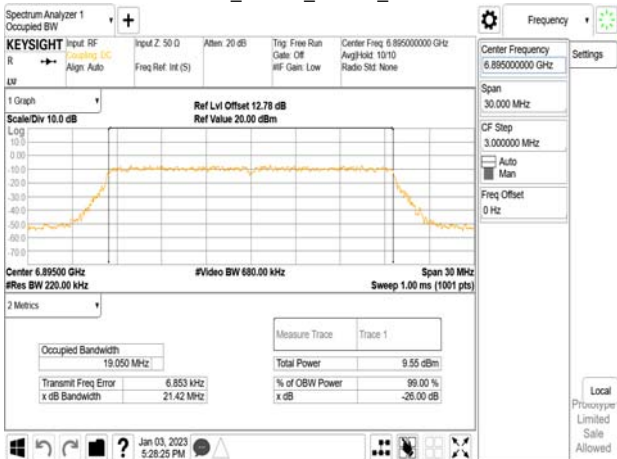 Spectrum Analyzer 1
Occupied BW
+
Frequency
KEYSIGHT
R
Input: RF
Coupling: DC
Align: Auto
Input Z: 50 Ω
Freq Ref: Int (S)
Atten: 20 dB
Trig: Free Run
Gate: Off
#IF Gain: Low
Center Freq: 6.895000000 GHz
Avg|Hold: 10/10
Radio Std: None
Center Frequency
6.895000000 GHz
Settings
Span
30.000 MHz
CF Step
3.000000 MHz
Auto
Man
Freq Offset
0 Hz
1 Graph
Scale/Div 10.0 dB
Ref Lvl Offset 12.78 dB
Ref Value 20.00 dBm
Log
10.0
0.00
-10.0
-20.0
-30.0
-40.0
-50.0
-60.0
-70.0
Center 6.89500 GHz
#Res BW 220.00 kHz
#Video BW 680.00 kHz
Span 30 MHz
Sweep 1.00 ms (1001 pts)
2 Metrics
Measure Trace Trace 1
Occupied Bandwidth
19.050 MHz
Total Power 9.55 dBm
Transmit Freq Error 6.853 kHz
% of OBW Power 99.00 %
x dB Bandwidth 21.42 MHz
x dB -26.00 dB
Local
Prototype
Limited
Sale
Allowed
?
Jan 03, 2023
5:28:25 PM